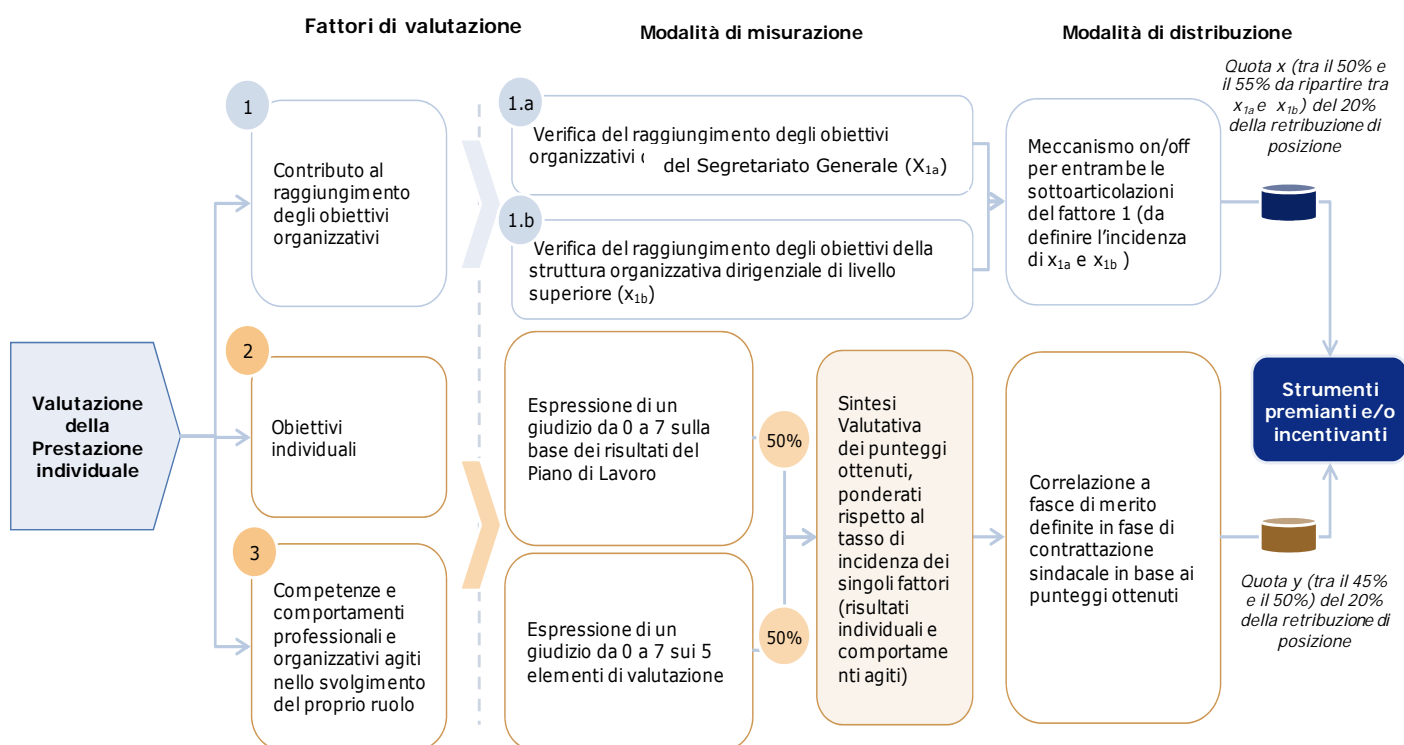 Fattori di valutazione
Modalità di misurazione
Modalità di distribuzione
Quota x (tra il 50% e
il 55% da ripartire tra
x1a e x1b) del 20%
della retribuzione di
posizione
1
Contributo al
raggiungimento
degli obiettivi
organizzativi
1.a
Verifica del raggiungimento degli obiettivi
organizzativi
del Segretariato Generale (X1a)
1.b
Verifica del raggiungimento degli obiettivi della
struttura organizzativa dirigenziale di livello
superiore (x1b)
Meccanismo on/off
per entrambe le
sottoarticolazioni
del fattore 1 (da
definire l'incidenza
di x1a e x1b )
Valutazione
della
Prestazione
individuale
2
Obiettivi
individuali
Espressione di un
giudizio da 0 a 7 sulla
base dei risultati del
Piano di Lavoro
50%
3
Competenze e
comportamenti
professionali e
organizzativi agiti
nello svolgimento
del proprio ruolo
Espressione di un
giudizio da 0 a 7 sui 5
elementi di valutazione
50%
Sintesi
Valutativa
dei punteggi
ottenuti,
ponderati
rispetto al
tasso di
incidenza dei
singoli fattori
(risultati
individuali e
comportame
nti agiti)
Correlazione a
fasce di merito
definite in fase di
contrattazione
sindacale in base ai
punteggi ottenuti
Strumenti
premianti e/o
incentivanti
Quota y (tra il 45%
e il 50%) del 20%
della retribuzione di
posizione